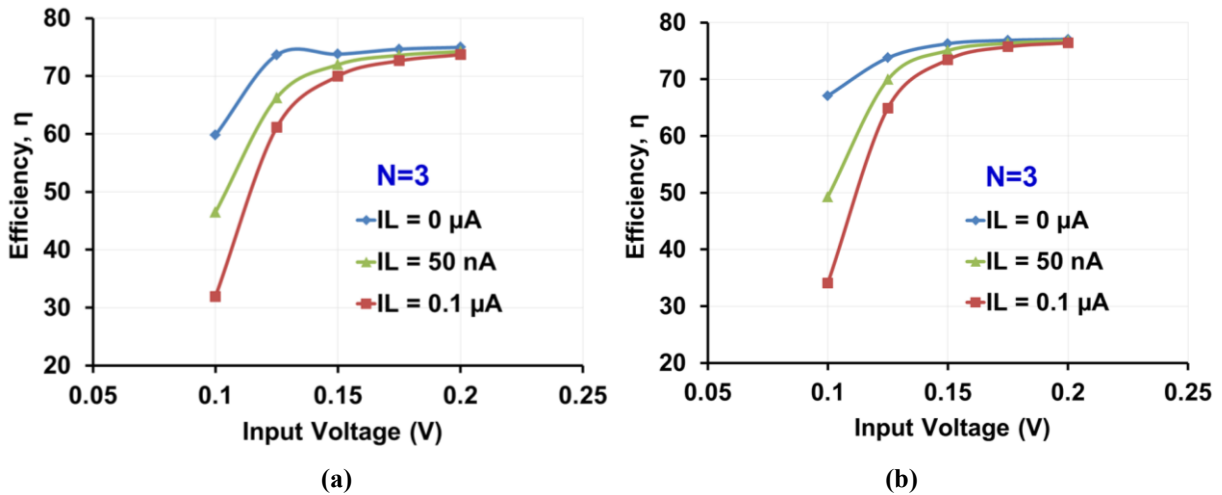 80
70
60
50
40
30
20
Efficiency, η
N=3
IL = 0 µA
IL = 50 nA
IL = 0.1 µA
0.05 0.1 0.15 0.2 0.25
Input Voltage (V)
(a)
80
70
60
50
40
30
20
Efficiency, η
N=3
IL = 0 µA
IL = 50 nA
IL = 0.1 µA
0.05 0.1 0.15 0.2 0.25
Input Voltage (V)
(b)